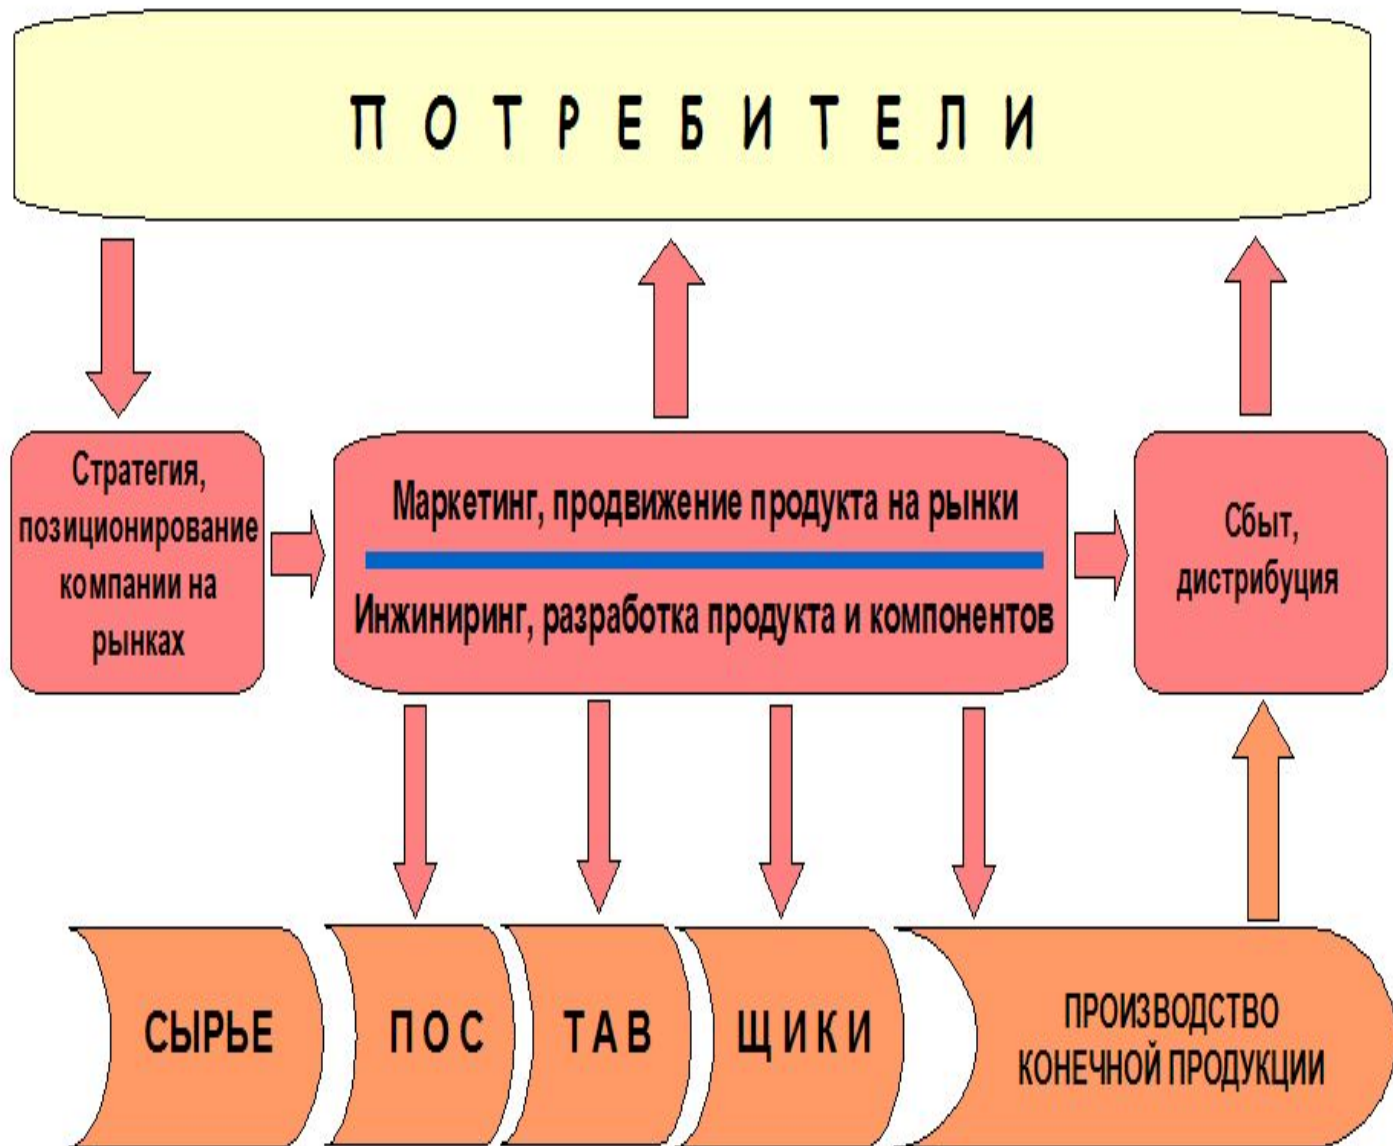 П О Т Р Е Б И Т Е Л И
Стратегия,
позиционирование
компании на
рынках
Маркетинг, продвижение продукта на рынки
Инжиниринг, разработка продукта и компонентов
Сбыт,
дистрибуция
СЫРЬЕ
П О С
Т А В
Щ И К И
ПРОИЗВОДСТВО
КОНЕЧНОЙ ПРОДУКЦИИ